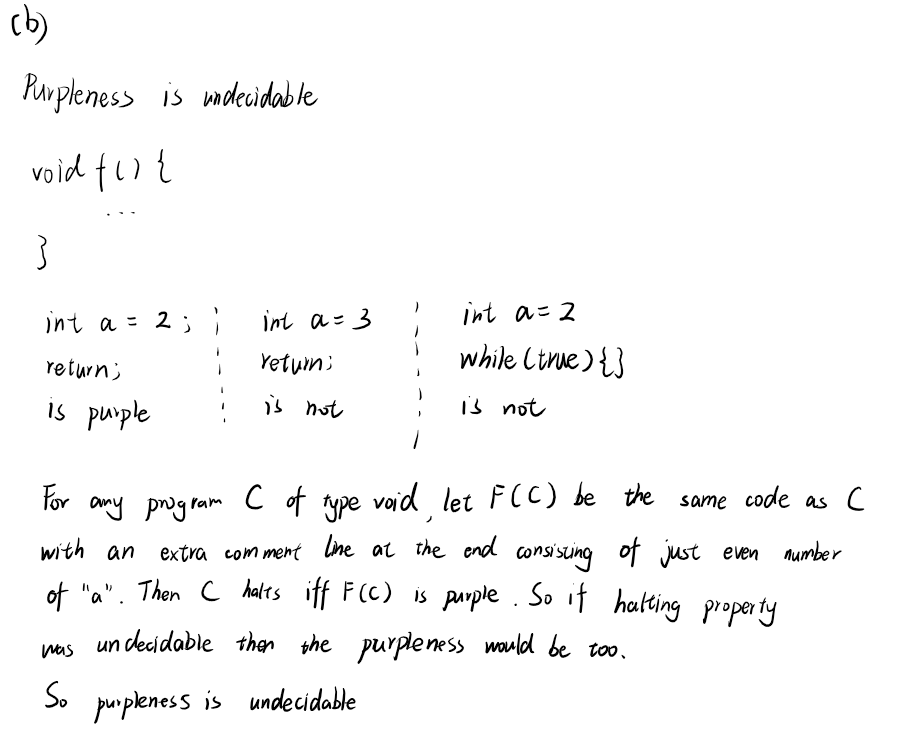 (b)
Purpleness is undecidable
void f() {
...
}
int a = 2 ; int a = 3 int a = 2
return; return; while (true) {}
is purple is not is not
For any program C of type void, let F(C) be the same code as C
with an extra comment line at the end consisting of just even number
of "a". Then C halts iff F(C) is purple. So if halting property
was undecidable then the purpleness would be too.
So purpleness is undecidable